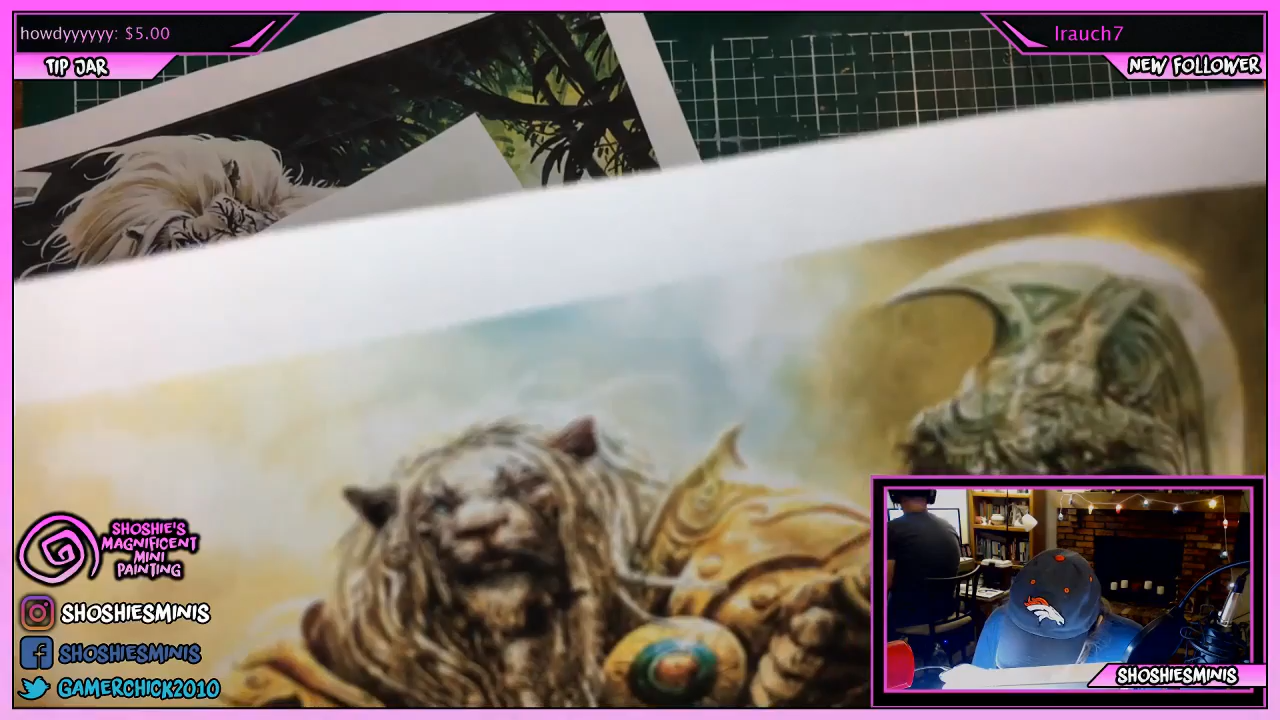 howdyyyyyy: $5.00
TIP JAR
lrauch7
NEW FOLLOWER
SHOSHIE'S
MAGNIFICENT
MINI
PAINTING
SHOSHIESMINIS
SHOSHIESMINIS
GAMERCHICK2010
SHOSHIESMINIS